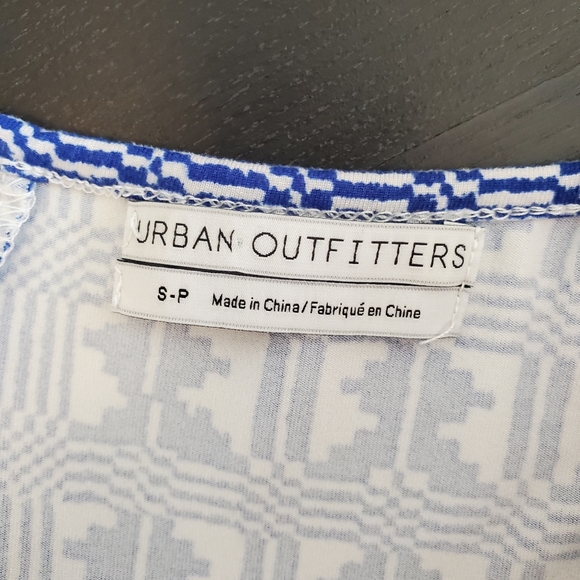 URBAN OUTFITTERS
S-P Made in China/Fabriqué en Chine